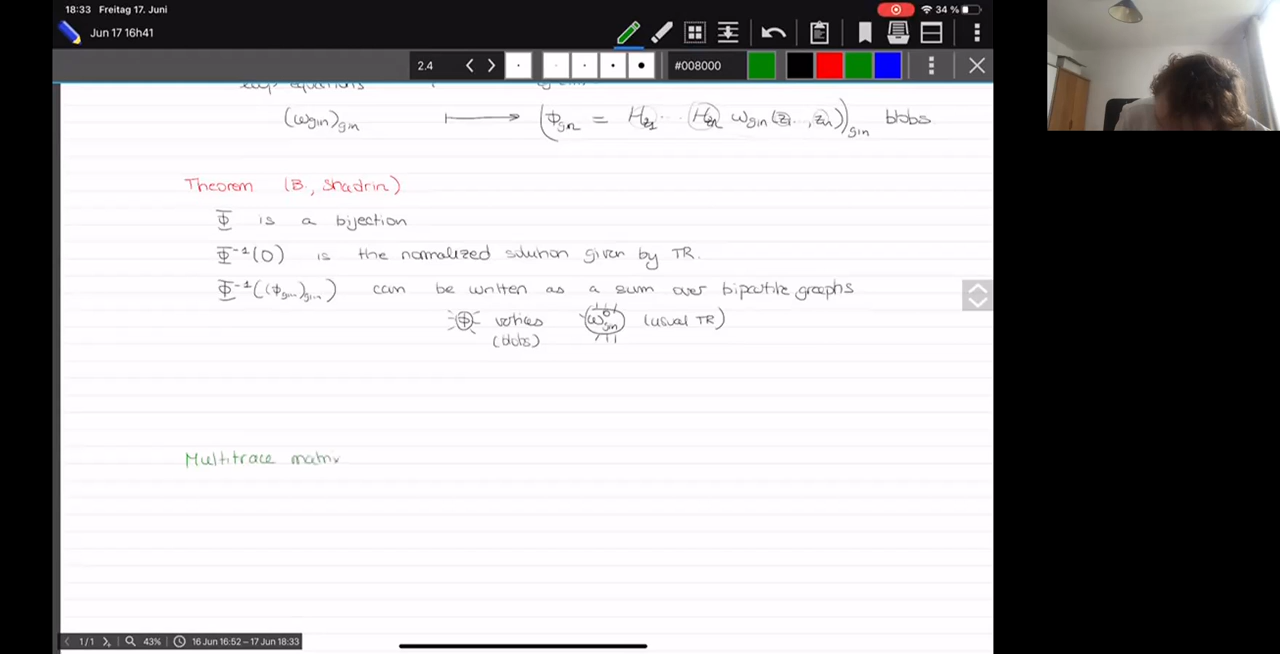 18:33 Freitag 17. Juni 34 %
Jun 17 16h41
2.4 #008000
loop equations
(ω_{g,n})_{g,n} ⟼ (ϕ_{g,n} = H_{z_1} ⋯ H_{z_n} ω_{g,n}(z_1 ..., z_n))_{g,n} blobs
Theorem (B., Shadrin)
Φ is a bijection
Φ^{-1}(0) is the normalized solution given by TR.
Φ^{-1}((ϕ_{g,n})_{g,n}) can be written as a sum over bipartite graphs
ϕ vertices ω^0_{g,n} (usual TR)
(blobs)
Multitrace matrix
1/1 43% 16 Jun 16:52 – 17 Jun 18:33